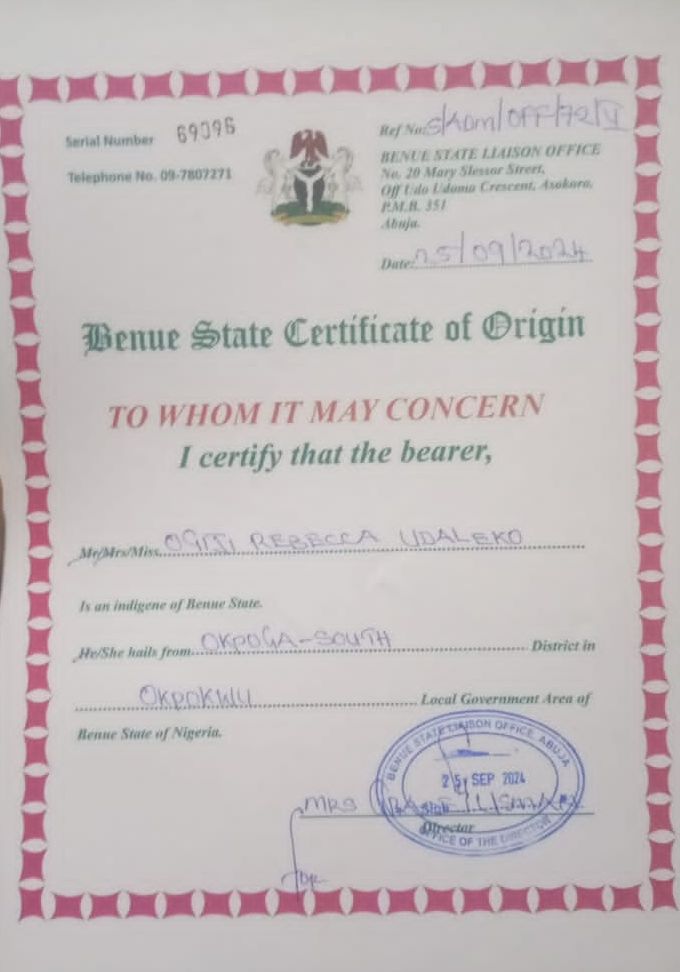 Serial Number 69096
Telephone No. 09-7807271
Ref No: S/Kam/OFF/72/V
BENUE STATE LIAISON OFFICE
No. 20 Mary Slessor Street,
Off Udo Udoma Crescent, Asokoro,
P.M.B. 351
Abuja.
Date: 25/09/2024
Benue State Certificate of Origin
TO WHOM IT MAY CONCERN
I certify that the bearer,
Mr/Mrs/Miss. OGITI REBECCA UDALEKO
Is an indigene of Benue State.
He/She hails from OKPOGA-SOUTH District in
OKPOKWU Local Government Area of
Benue State of Nigeria.
BENUE STATE LIAISON OFFICE, ABUJA
25 SEP 2024
MRS
Director
OFFICE OF THE DIRECTOR
for